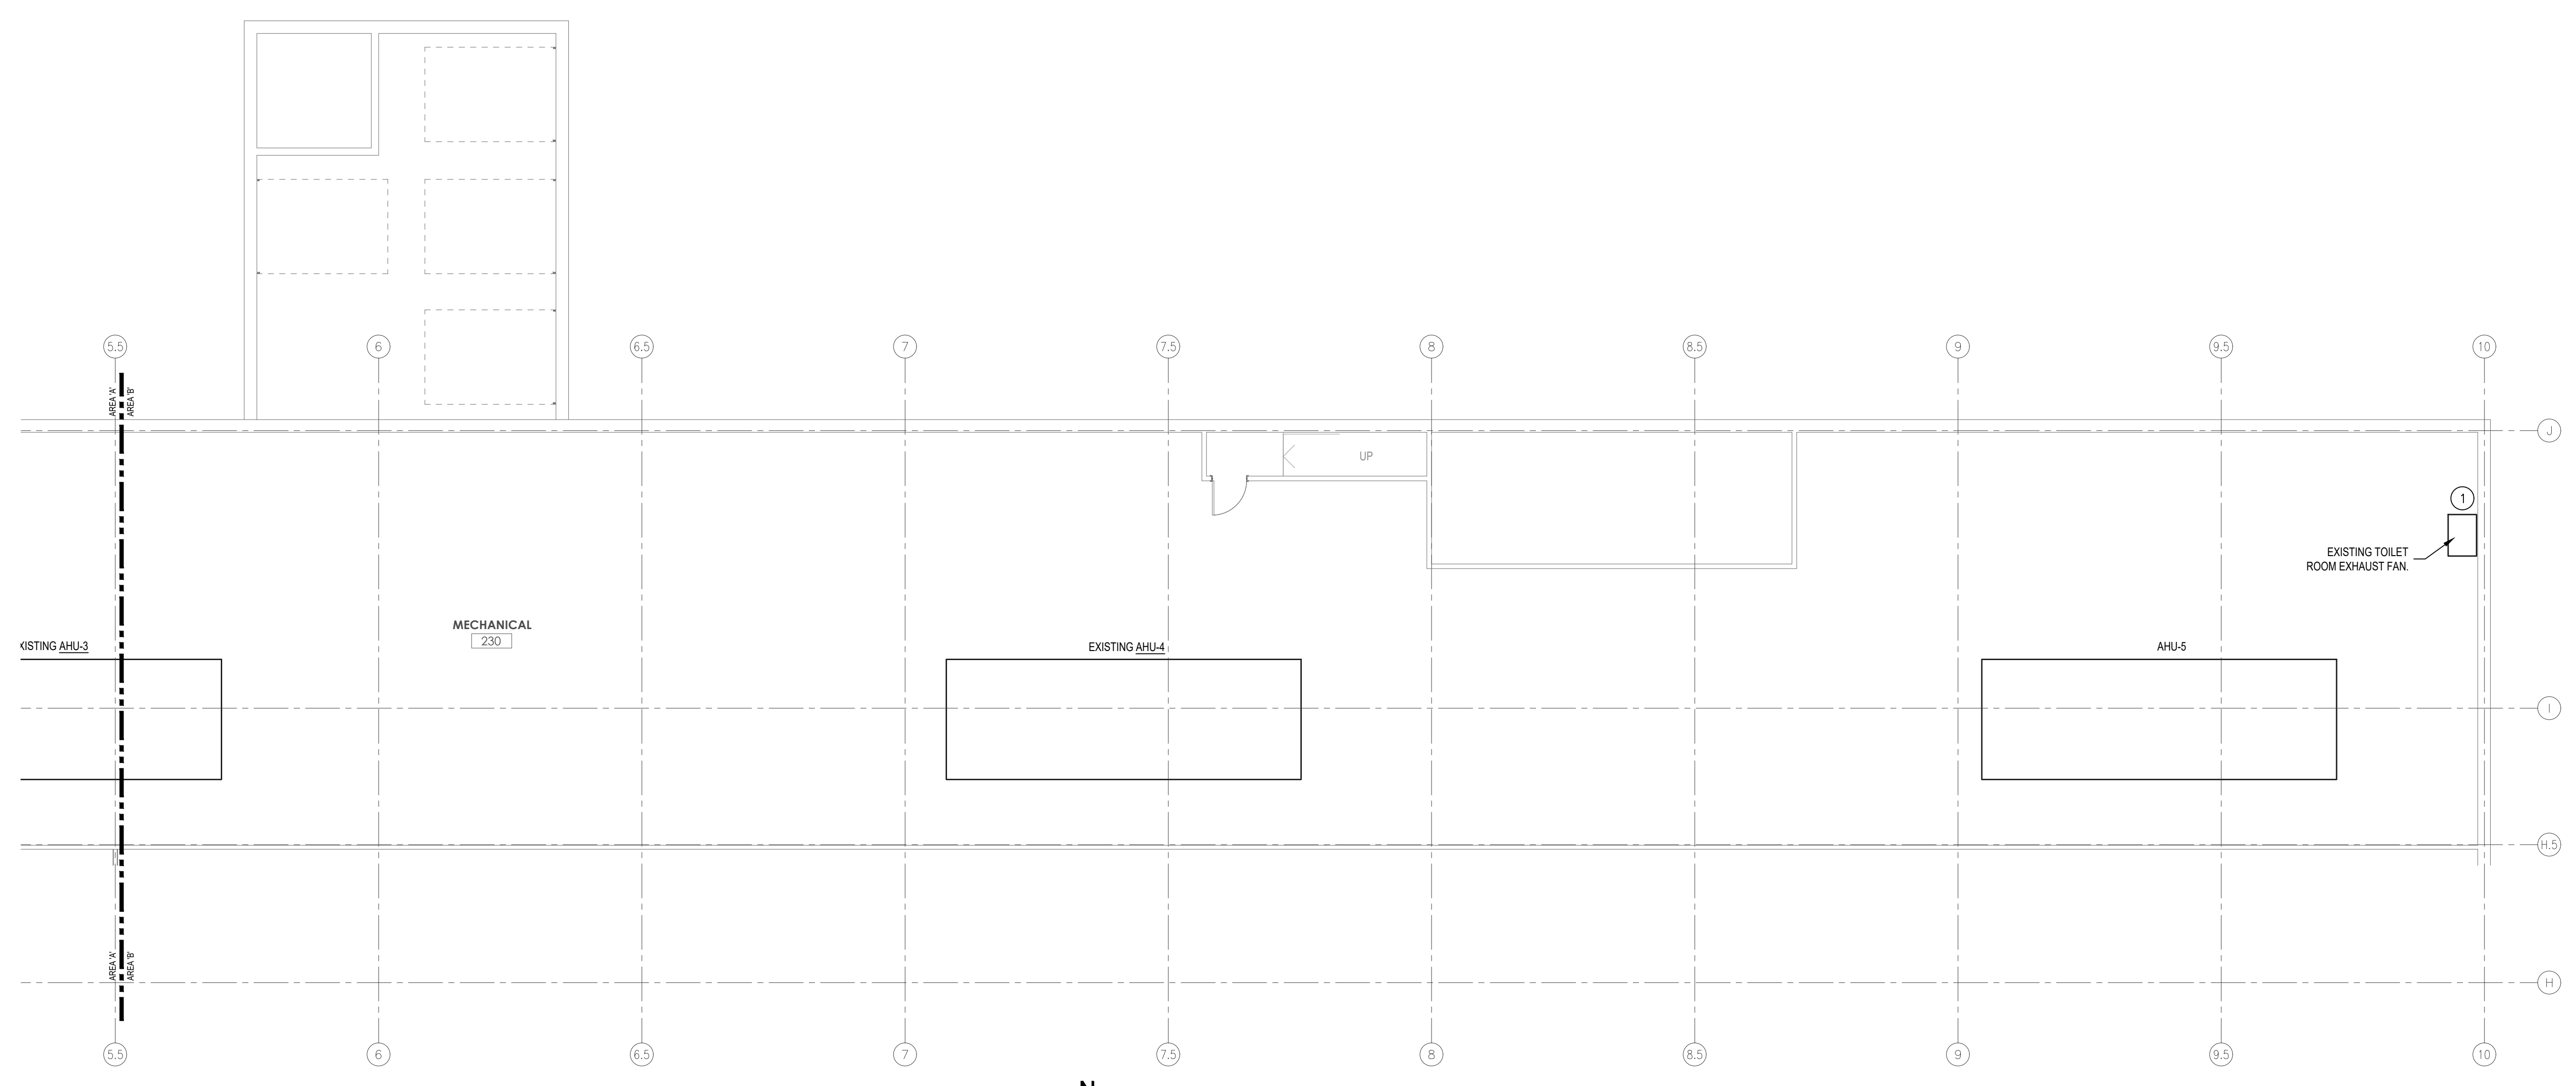 5.5 6 6.5 7 7.5 8 8.5 9 9.5 10
AREA 'A'
AREA 'B'
J
UP
1
EXISTING TOILET
ROOM EXHAUST FAN.
MECHANICAL
230
XISTING AHU-3
EXISTING AHU-4
AHU-5
I
H.5
AREA 'A'
AREA 'B'
H
5.5 6 6.5 7 7.5 8 8.5 9 9.5 10
N